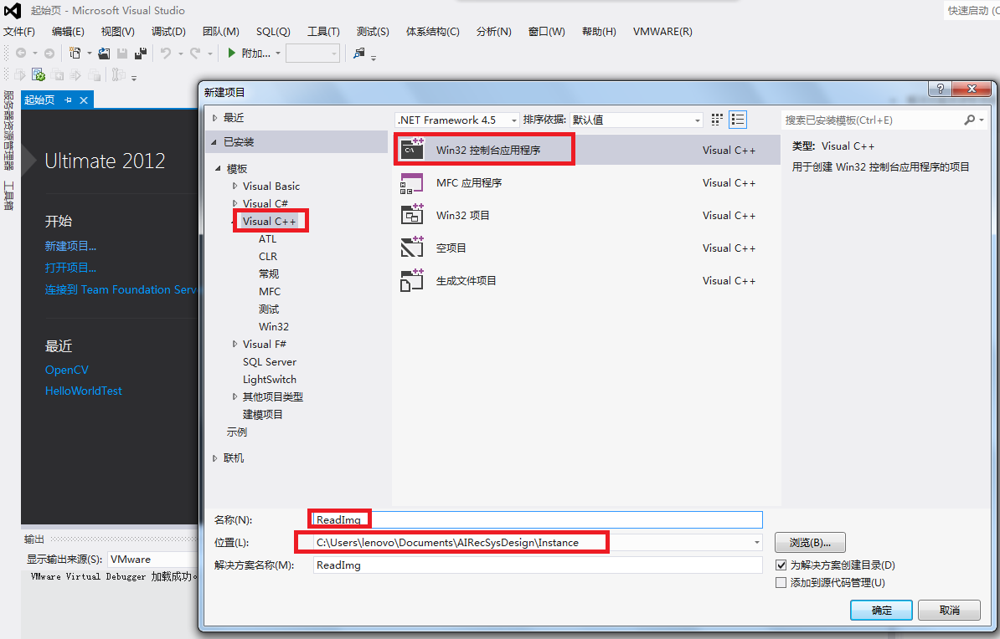 起始页 - Microsoft Visual Studio
快速启动 (C
文件(F) 编辑(E) 视图(V) 调试(D) 团队(M) SQL(Q) 工具(T) 测试(S) 体系结构(C) 分析(N) 窗口(W) 帮助(H) VMWARE(R)
附加...
服务器资源管理器
工具箱
起始页
Ultimate 2012
开始
新建项目...
打开项目...
连接到 Team Foundation Serv
最近
OpenCV
HelloWorldTest
输出
显示输出来源(S): VMware
VMware Virtual Debugger 加载成功。
新建项目
最近
已安装
模板
Visual Basic
Visual C#
Visual C++
ATL
CLR
常规
MFC
测试
Win32
Visual F#
SQL Server
LightSwitch
其他项目类型
建模项目
示例
联机
.NET Framework 4.5 排序依据: 默认值
搜索已安装模板(Ctrl+E)
C:\
Win32 控制台应用程序 Visual C++
MFC 应用程序 Visual C++
Win32 项目 Visual C++
空项目 Visual C++
生成文件项目 Visual C++
类型: Visual C++
用于创建 Win32 控制台应用程序的项目
名称(N): ReadImg
位置(L): C:\Users\lenovo\Documents\AIRecSysDesign\Instance 浏览(B)...
解决方案名称(M): ReadImg
为解决方案创建目录(D)
添加到源代码管理(U)
确定 取消